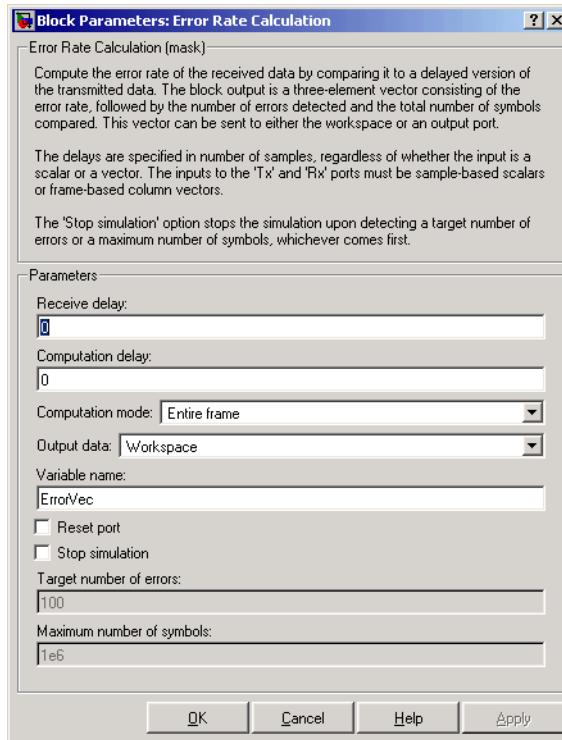 Block Parameters: Error Rate Calculation
Error Rate Calculation (mask)
Compute the error rate of the received data by comparing it to a delayed version of
the transmitted data. The block output is a three-element vector consisting of the
error rate, followed by the number of errors detected and the total number of symbols
compared. This vector can be sent to either the workspace or an output port.
The delays are specified in number of samples, regardless of whether the input is a
scalar or a vector. The inputs to the 'Tx' and 'Rx' ports must be sample-based scalars
or frame-based column vectors.
The 'Stop simulation' option stops the simulation upon detecting a target number of
errors or a maximum number of symbols, whichever comes first.
Parameters
Receive delay:
0
Computation delay:
0
Computation mode: Entire frame
Output data: Workspace
Variable name:
ErrorVec
Reset port
Stop simulation
Target number of errors:
100
Maximum number of symbols:
1e6
OK Cancel Help Apply